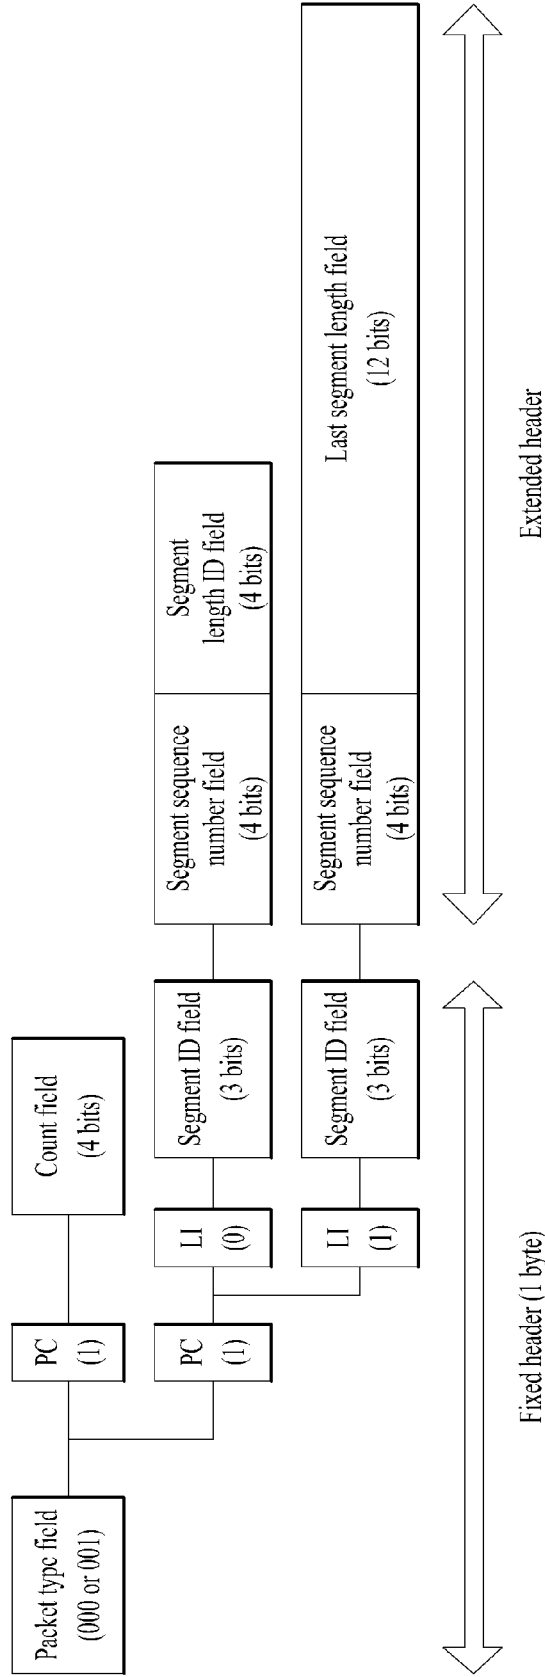 Packet type field
(000 or 001)
PC
(1)
Count field
(4 bits)
PC
(1)
LI
(0)
Segment ID field
(3 bits)
Segment sequence
number field
(4 bits)
Segment
length ID field
(4 bits)
LI
(1)
Segment ID field
(3 bits)
Segment sequence
number field
(4 bits)
Last segment length field
(12 bits)
Fixed header (1 byte)
Extended header